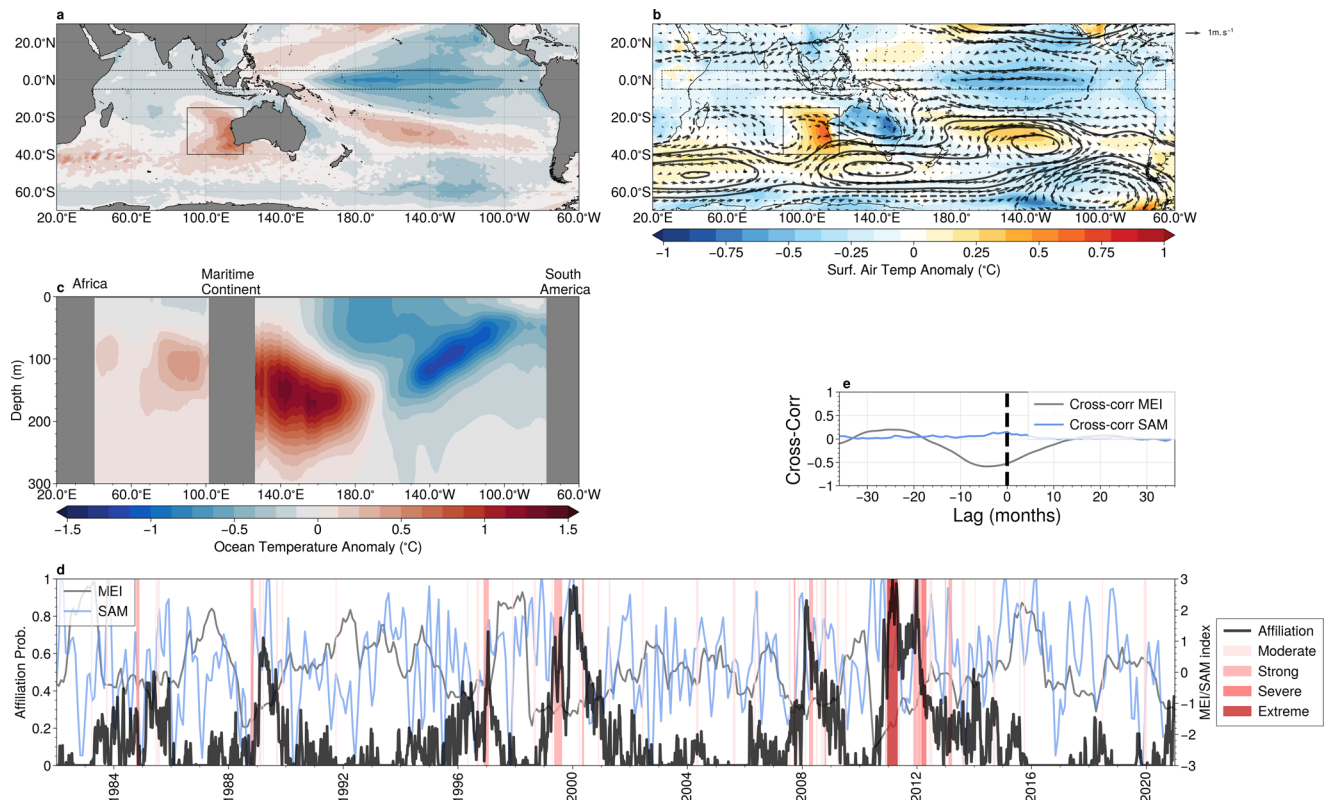 a
20.0°N
0.0°N
20.0°S
40.0°S
60.0°S
20.0°E 60.0°E 100.0°E 140.0°E 180.0° 140.0°W 100.0°W 60.0°W
b
20.0°N
0.0°N
20.0°S
40.0°S
60.0°S
20.0°E 60.0°E 100.0°E 140.0°E 180.0° 140.0°W 100.0°W 60.0°W
1m. s⁻¹
−1 −0.75 −0.5 −0.25 0 0.25 0.5 0.75 1
Surf. Air Temp Anomaly (°C)
c
Africa
Maritime
Continent
South
America
Depth (m)
0
100
200
300
20.0°E 60.0°E 100.0°E 140.0°E 180.0° 140.0°W 100.0°W 60.0°W
−1.5 −1 −0.5 0 0.5 1 1.5
Ocean Temperature Anomaly (°C)
e
Cross-Corr
1
0.5
0
−0.5
−1
Cross-corr MEI
Cross-corr SAM
−30 −20 −10 0 10 20 30
Lag (months)
d
Affiliation Prob.
1
0.8
0.6
0.4
0.2
0
MEI
SAM
3
2
1
0
−1
−2
−3
MEI/SAM index
1984 1988 1992 1996 2000 2004 2008 2012 2016 2020
Affiliation
Moderate
Strong
Severe
Extreme